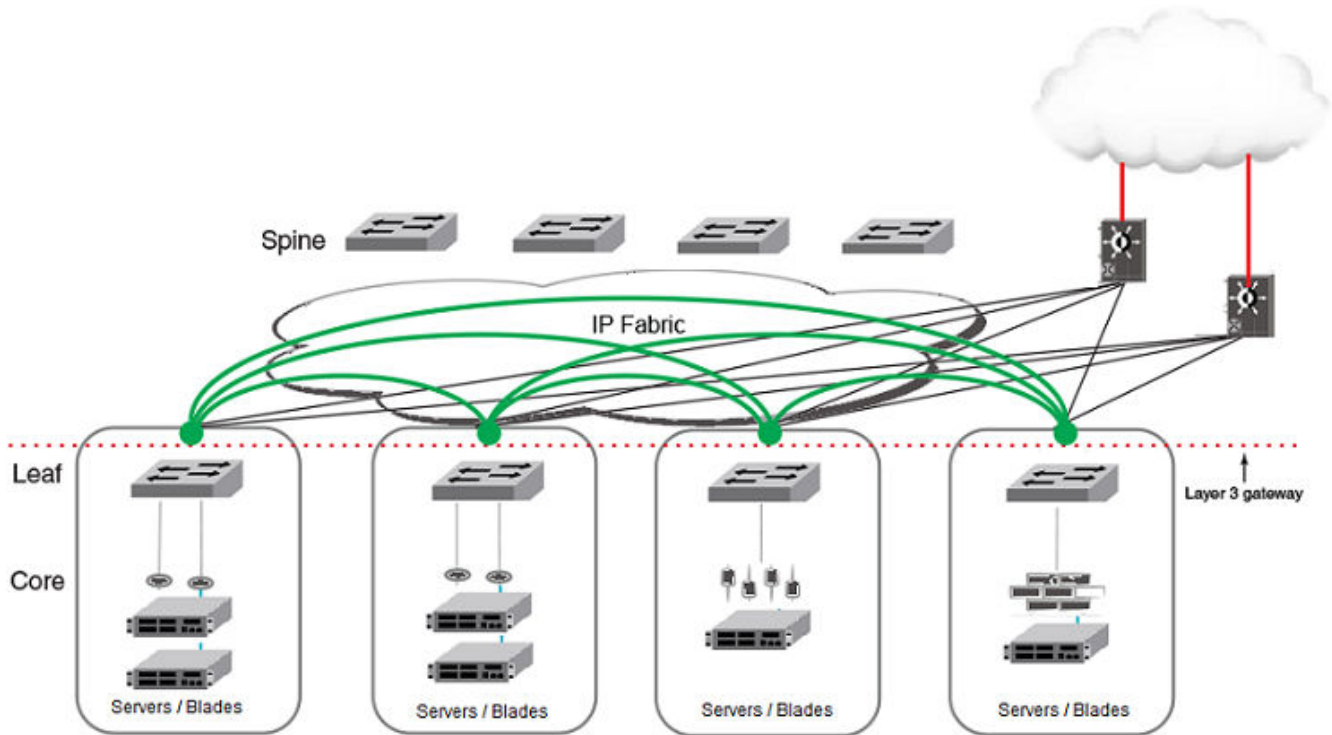 Spine
IP Fabric
Leaf
Layer 3 gateway
Core
Servers / Blades
Servers / Blades
Servers / Blades
Servers / Blades